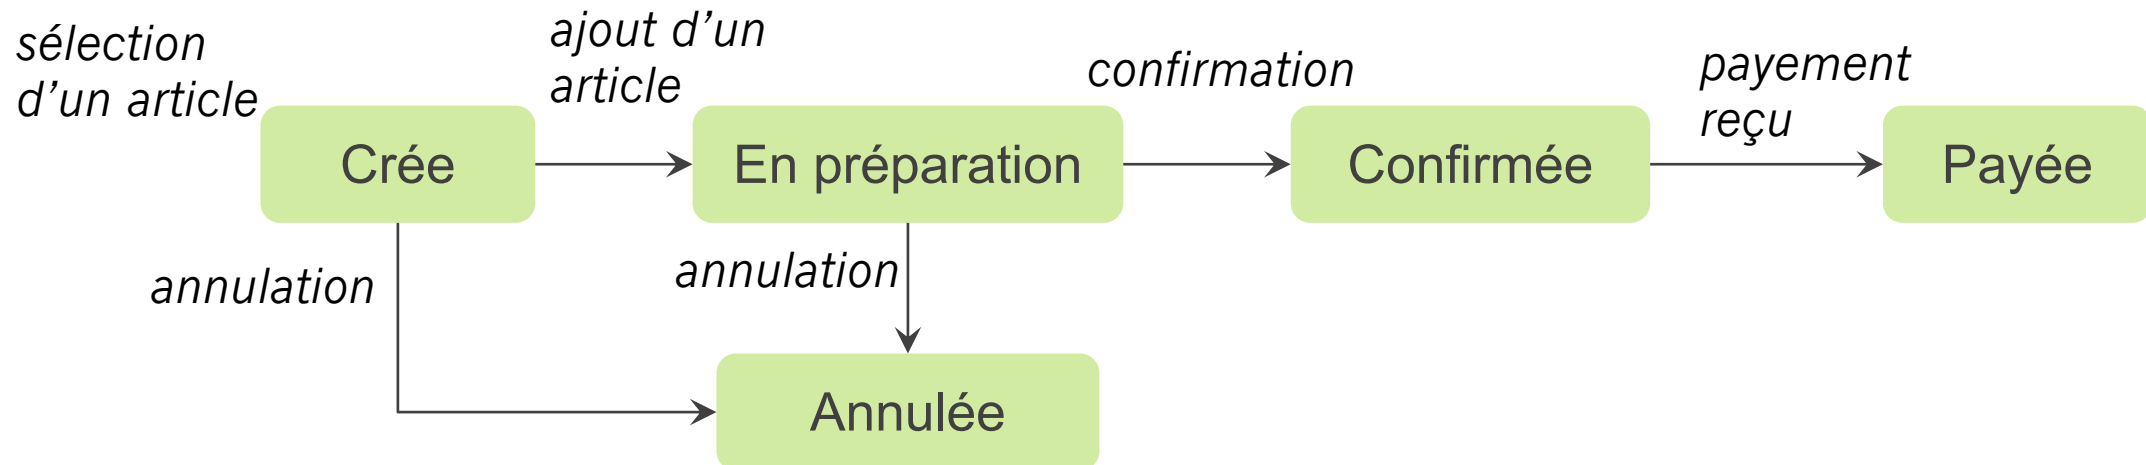 sélection
d’un article
ajout d’un
article
confirmation
payement
reçu
Crée
En préparation
Confirmée
Payée
annulation
annulation
Annulée